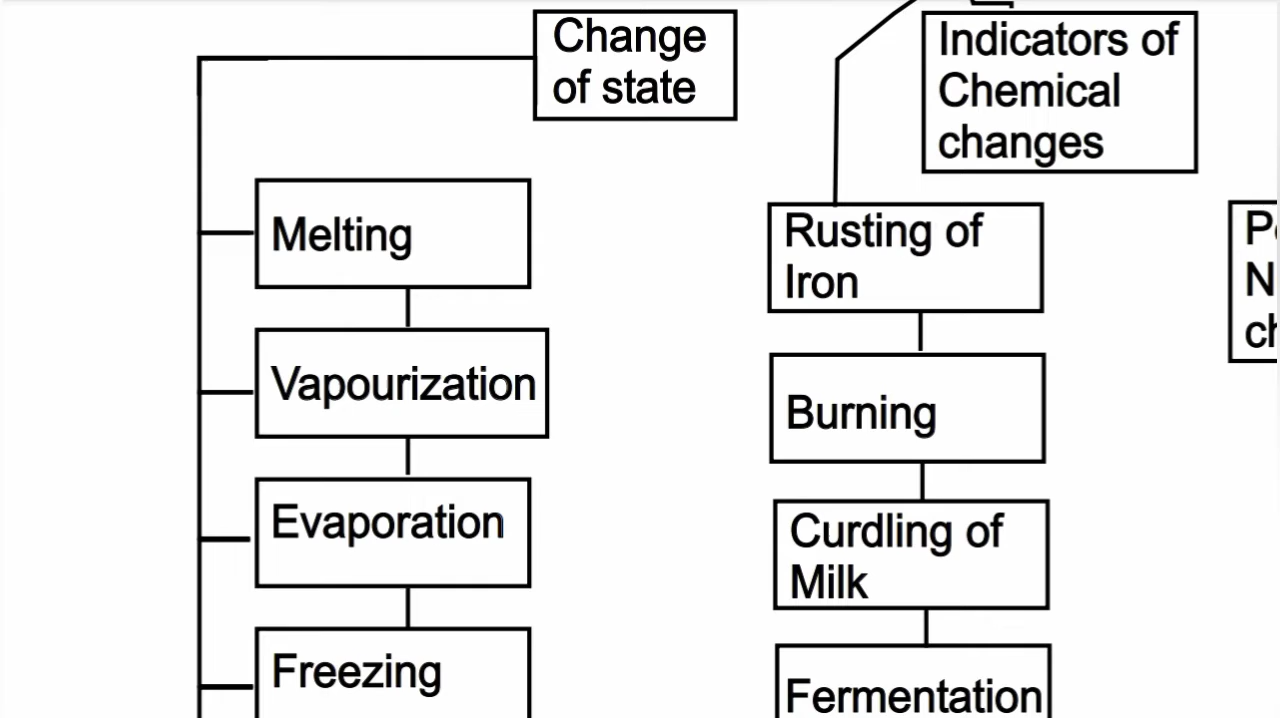 Change
of state
Indicators of
Chemical
changes
Melting
Vapourization
Evaporation
Freezing
Rusting of
Iron
Burning
Curdling of
Milk
Fermentation